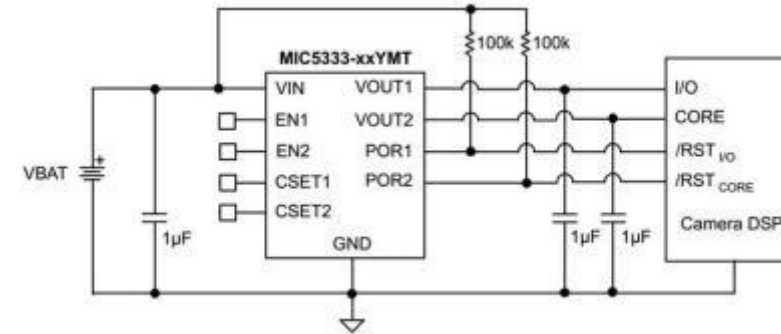 100k 100k
MIC5333-xxYMT
VIN VOUT1 I/O
EN1 VOUT2 CORE
EN2 POR1 /RST I/O
VBAT + CSET1 POR2 /RST CORE
CSET2
1µF GND 1µF 1µF Camera DSP